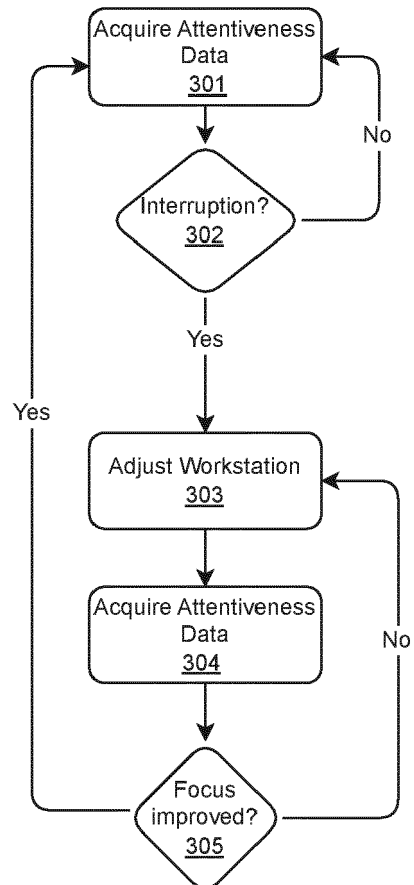 Acquire Attentiveness
Data
301
No
Interruption?
302
Yes
Yes
Adjust Workstation
303
Acquire Attentiveness
Data
304
No
Focus
improved?
305